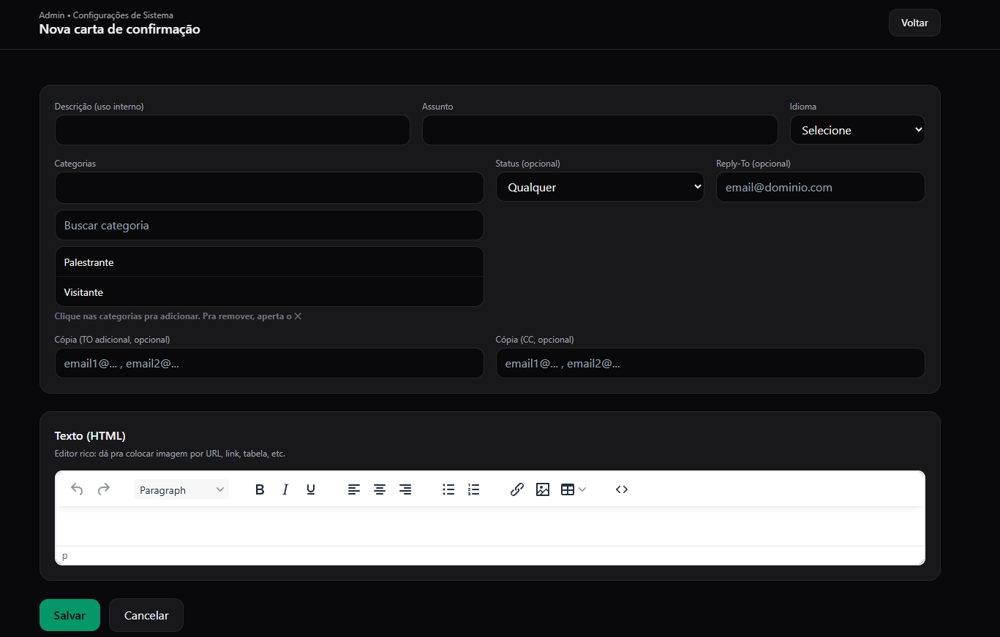 Admin • Configurações de Sistema
Nova carta de confirmação
Voltar
Descrição (uso interno)
Assunto
Idioma
Selecione
Categorias
Status (opcional)
Reply-To (opcional)
Qualquer
email@dominio.com
Buscar categoria
Palestrante
Visitante
Clique nas categorias pra adicionar. Pra remover, aperta o ✕
Cópia (TO adicional, opcional)
Cópia (CC, opcional)
email1@... , email2@...
email1@... , email2@...
Texto (HTML)
Editor rico: dá pra colocar imagem por URL, link, tabela, etc.
Paragraph
B I U
p
Salvar
Cancelar